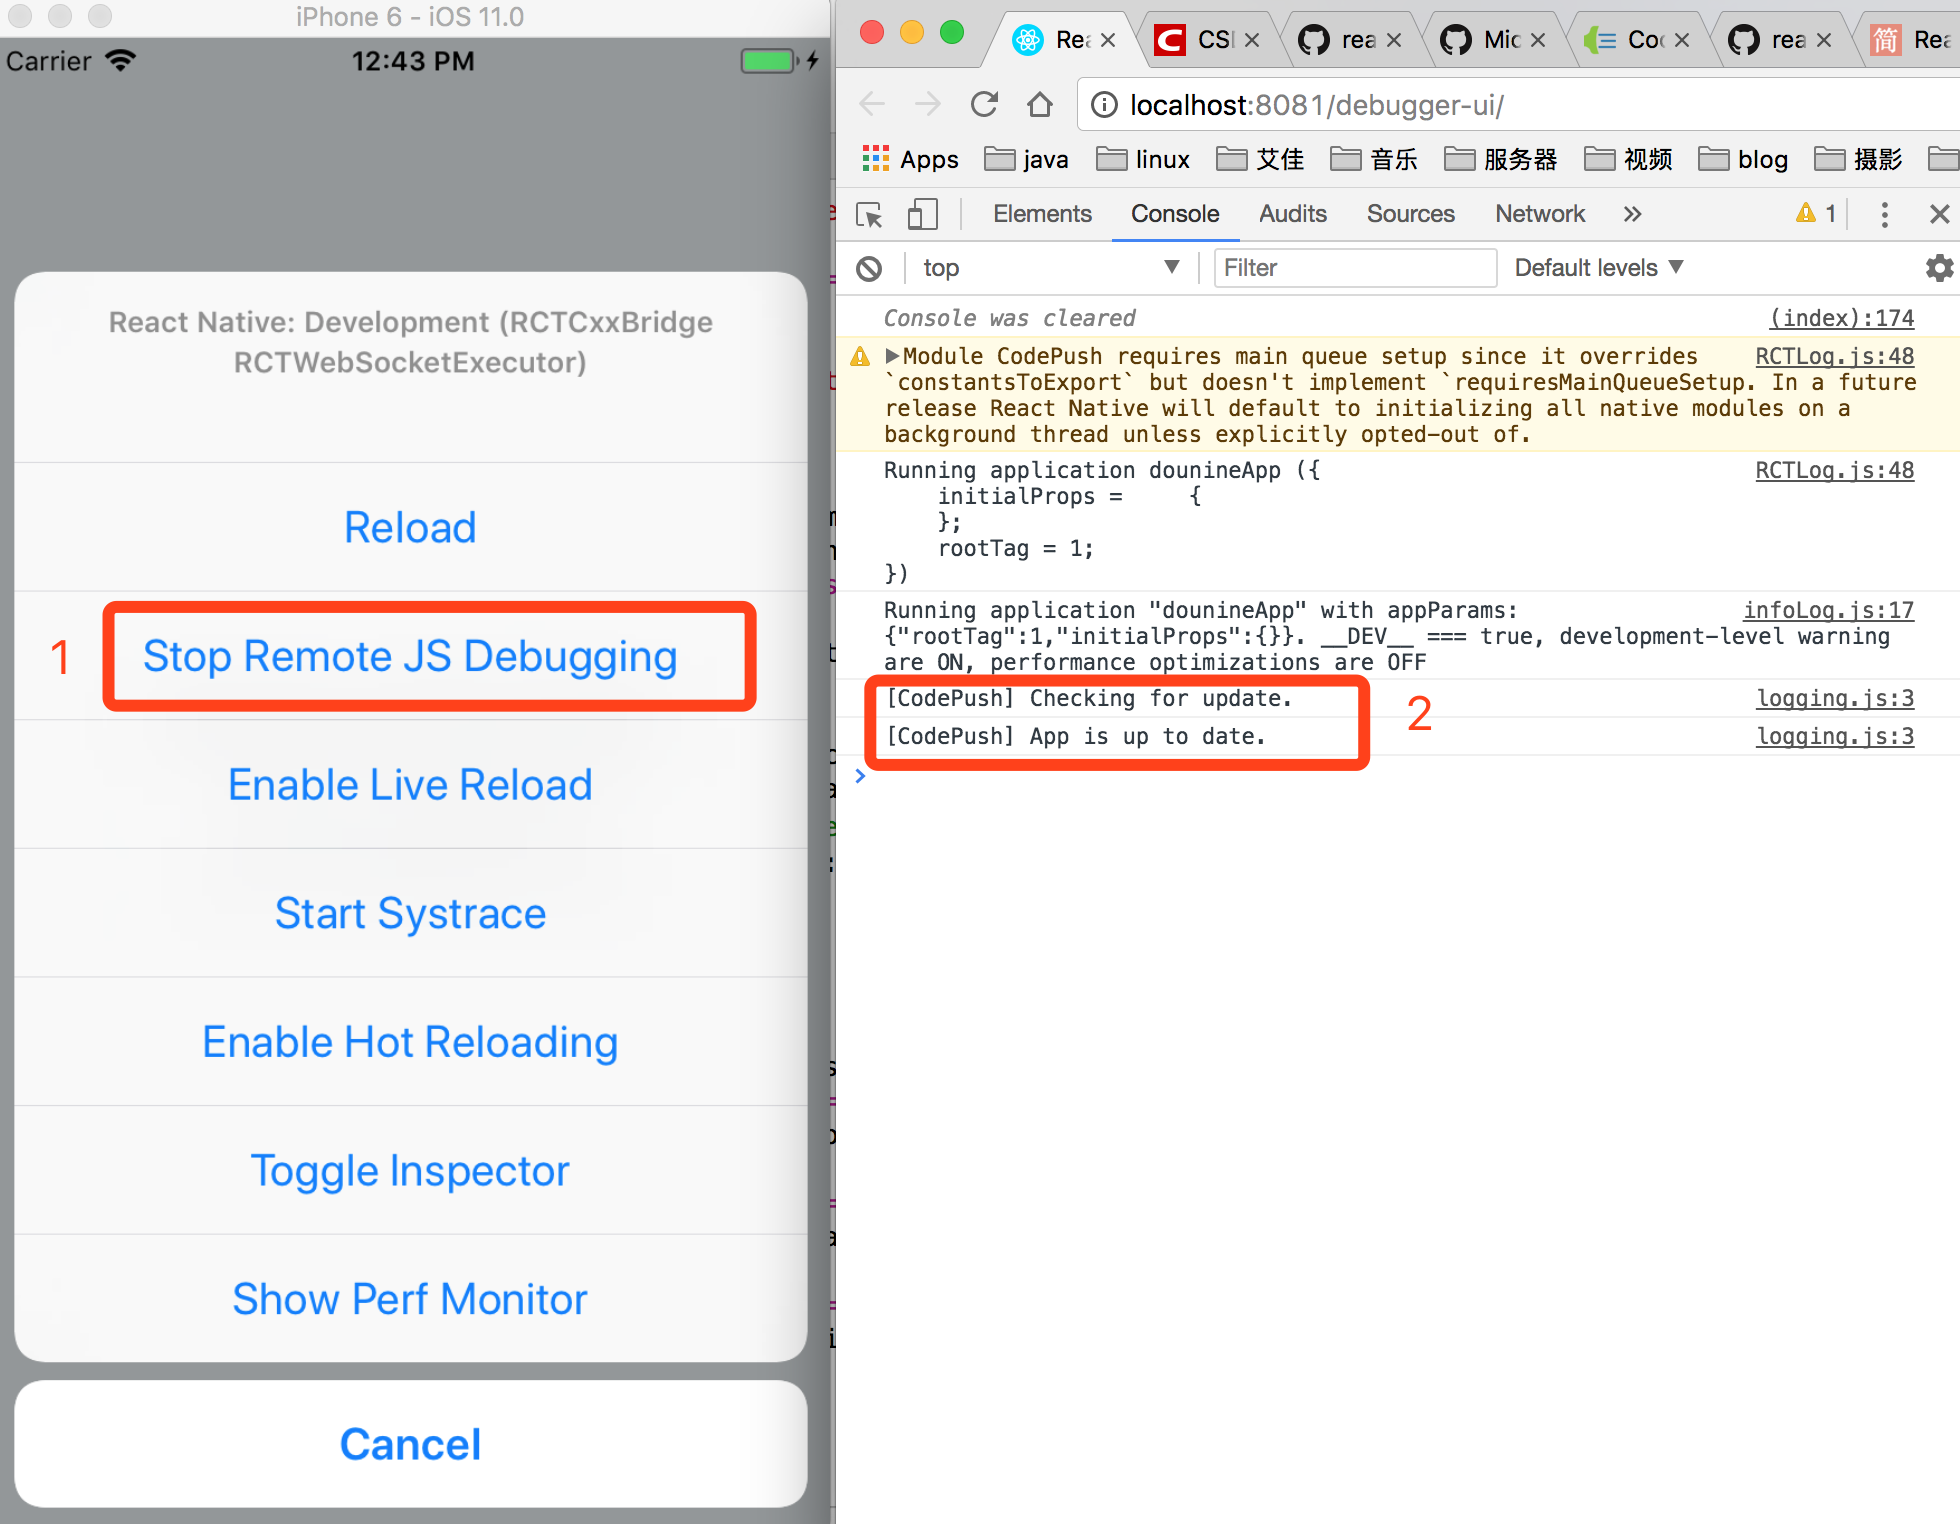 iPhone 6 - iOS 11.0
Carrier
12:43 PM
React Native: Development (RCTCxxBridge
RCTWebSocketExecutor)
Reload
1
Stop Remote JS Debugging
Enable Live Reload
Start Systrace
Enable Hot Reloading
Toggle Inspector
Show Perf Monitor
Cancel
localhost:8081/debugger-ui/
Apps java linux 艾佳 音乐 服务器 视频 blog 摄影
Elements Console Audits Sources Network » 1
top Filter Default levels
Console was cleared (index):174
Module CodePush requires main queue setup since it overrides RCTLog.js:48
`constantsToExport` but doesn't implement `requiresMainQueueSetup. In a future
release React Native will default to initializing all native modules on a
background thread unless explicitly opted-out of.
Running application dounineApp ({ RCTLog.js:48
initialProps = {
};
rootTag = 1;
})
Running application "dounineApp" with appParams: infoLog.js:17
{"rootTag":1,"initialProps":{}}. __DEV__ === true, development-level warning
are ON, performance optimizations are OFF
[CodePush] Checking for update. logging.js:3
2
[CodePush] App is up to date. logging.js:3